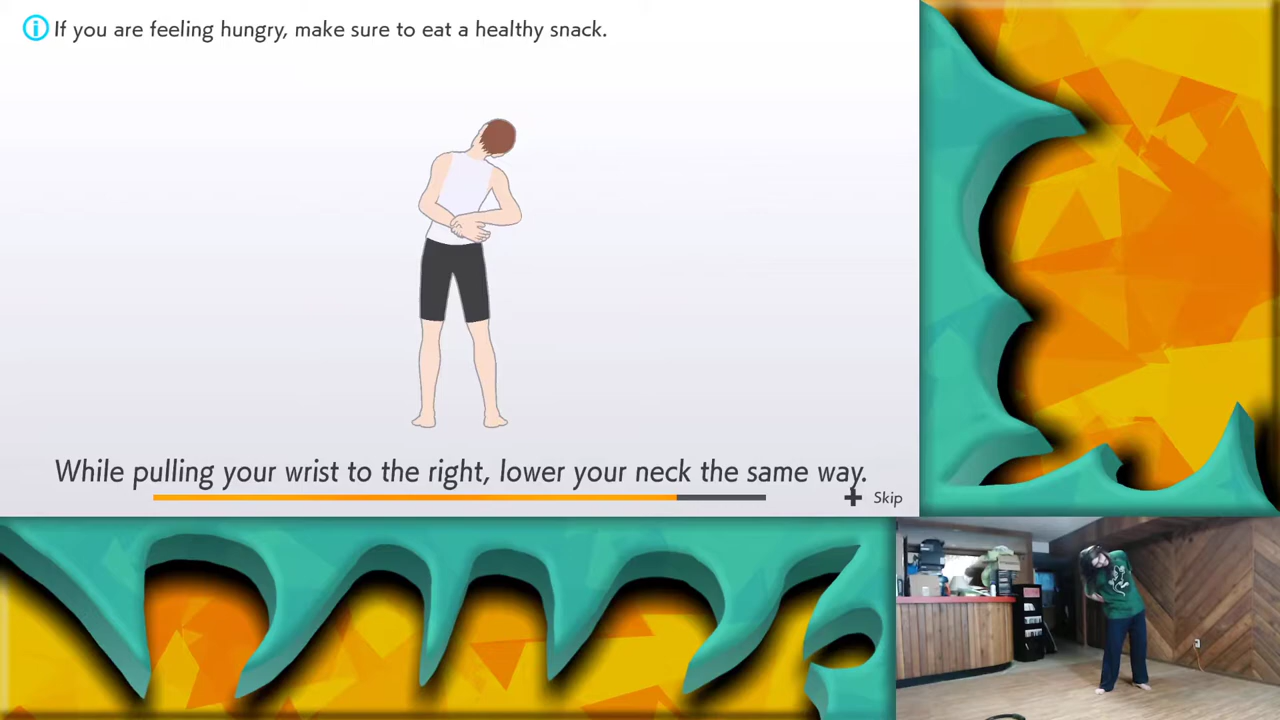 If you are feeling hungry, make sure to eat a healthy snack.
While pulling your wrist to the right, lower your neck the same way.
Skip